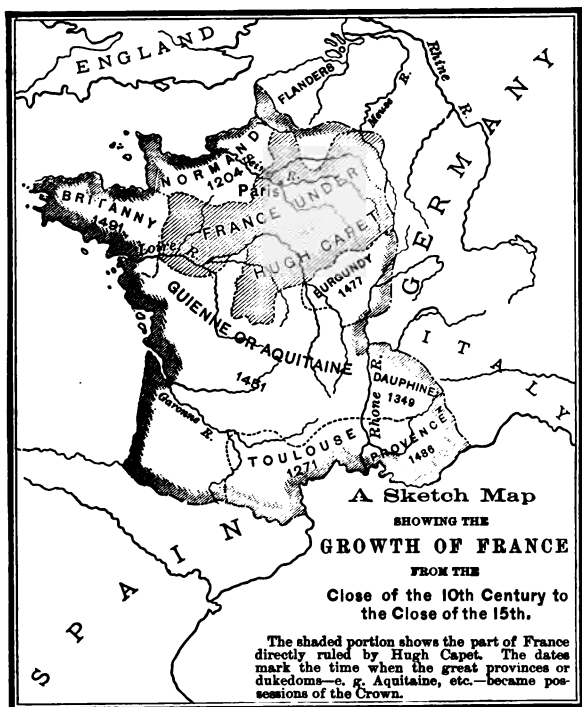 ENGLAND
FLANDERS
Rhine R.
Meuse R.
GERMANY
NORMAND
1204
Sein R.
Paris
BRITANNY
1491
FRANCE UNDER
HUGH CAPET
Loire R.
BURGUNDY
1477
GUIENNE OR AQUITAINE
1451
ITALY
DAUPHINE
1349
Rhone R.
PROVENCE
1486
Garonne R.
TOULOUSE
1271
SPAIN
A Sketch Map
SHOWING THE
GROWTH OF FRANCE
FROM THE
Close of the 10th Century to
the Close of the 15th.
The shaded portion shows the part of France
directly ruled by Hugh Capet. The dates
mark the time when the great provinces or
dukedoms—e. g. Aquitaine, etc.—became pos-
sessions of the Crown.